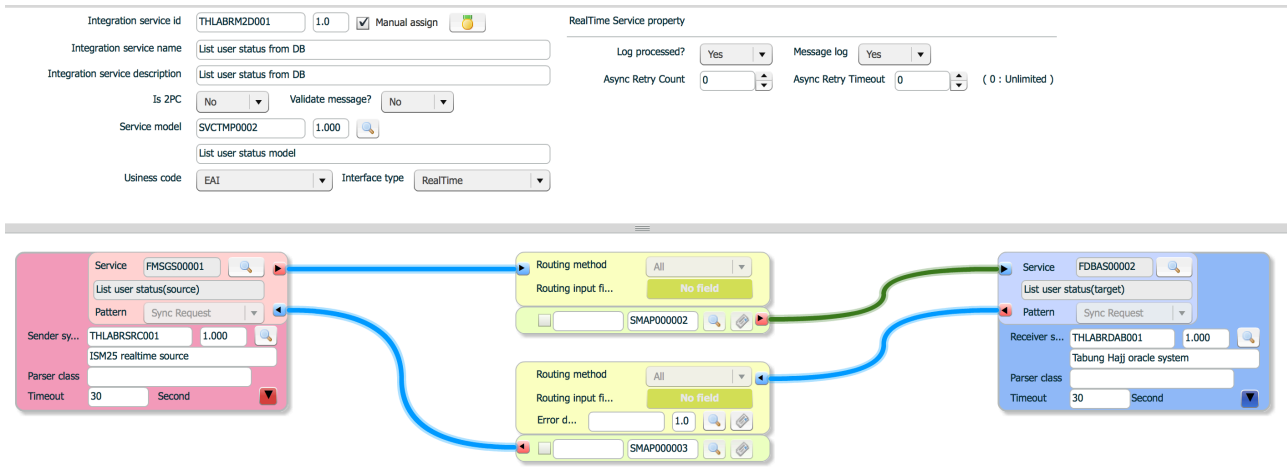 Integration service id THLABRM2D001 1.0 Manual assign
Integration service name List user status from DB
Integration service description List user status from DB
Is 2PC No Validate message? No
Service model SVCTMP0002 1.000
List user status model
Usiness code EAI Interface type RealTime
RealTime Service property
Log processed? Yes Message log Yes
Async Retry Count 0 Async Retry Timeout 0 ( 0 : Unlimited )
Service FMSGS00001
List user status(source)
Pattern Sync Request
Sender sy... THLABRSRC001 1.000
ISM25 realtime source
Parser class
Timeout 30 Second
Routing method All
Routing input fi... No field
SMAP000002
Routing method All
Routing input fi... No field
Error d... 1.0
SMAP000003
Service FDBAS00002
List user status(target)
Pattern Sync Request
Receiver s... THLABRDAB001 1.000
Tabung Hajj oracle system
Parser class
Timeout 30 Second